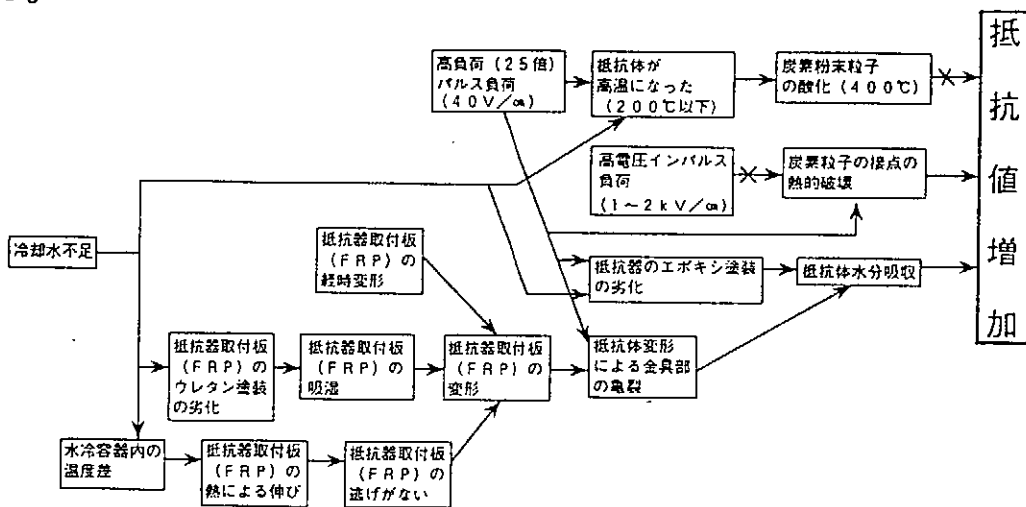 高負荷（２５倍）
パルス負荷
（４０Ｖ／㎝）
抵抗体が
高温になった
（２００℃以下）
炭素粉末粒子
の酸化（４００℃）
高電圧インパルス
負荷
（１～２ｋＶ／㎝）
炭素粒子の接点の
熱的破壊
冷却水不足
抵抗器取付板
（ＦＲＰ）の
経時変形
抵抗器のエポキシ塗装
の劣化
抵抗体水分吸収
抵抗器取付板
（ＦＲＰ）の
ウレタン塗装
の劣化
抵抗器取付板
（ＦＲＰ）の
吸湿
抵抗器取付板
（ＦＲＰ）の
変形
抵抗体変形
による金具部
の亀裂
水冷容器内の
温度差
抵抗器取付板
（ＦＲＰ）の
熱による伸び
抵抗器取付板
（ＦＲＰ）の
逃げがない
抵抗値増加